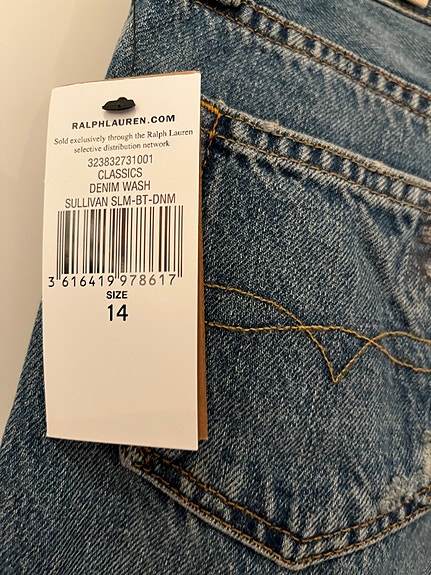 RALPHLAUREN.COM
Sold exclusively through the Ralph Lauren
selective distribution network
323832731001
CLASSICS
DENIM WASH
SULLIVAN SLM-BT-DNM
3 616419 978617
SIZE
14